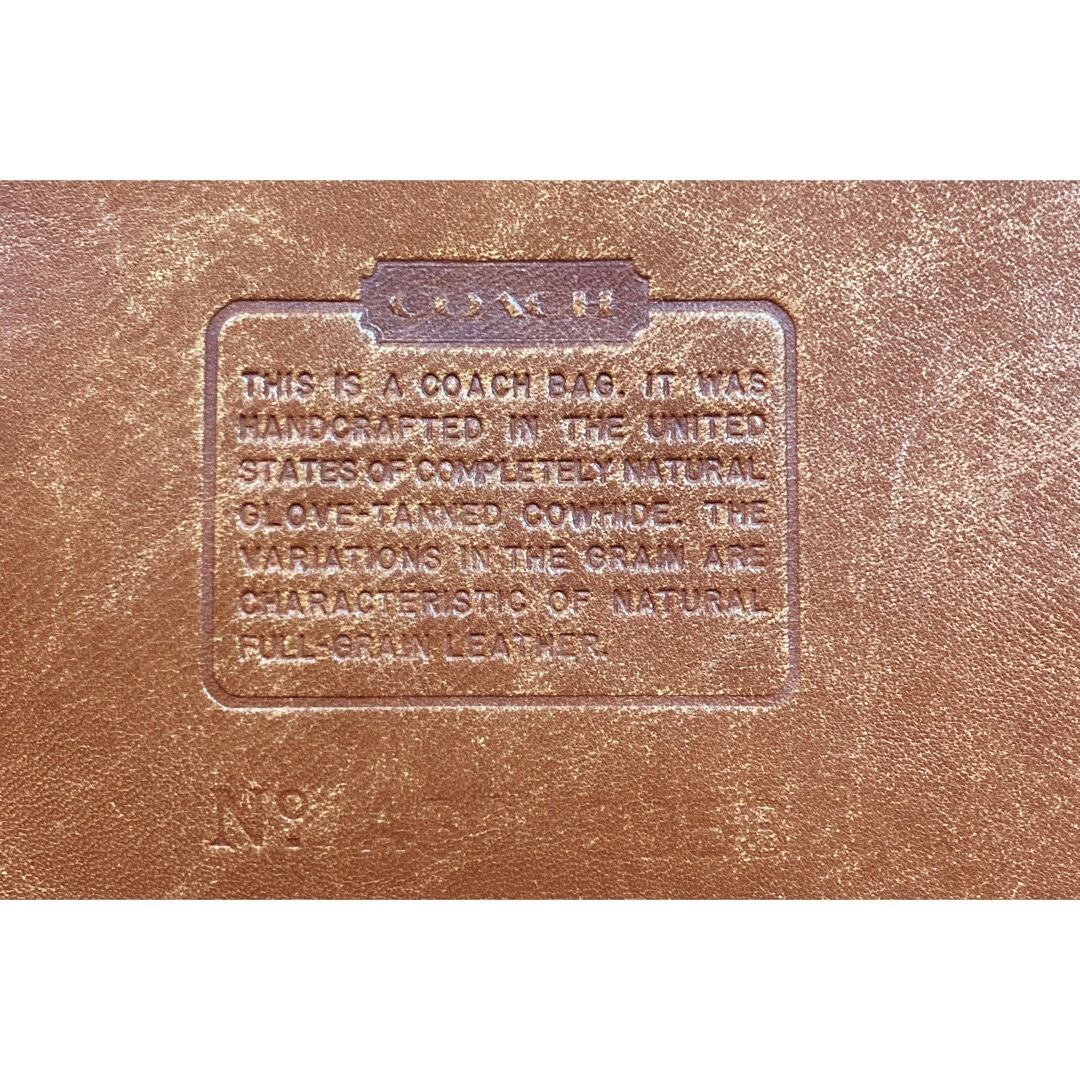 COACH
THIS IS A COACH BAG. IT WAS
HANDCRAFTED IN THE UNITED
STATES OF COMPLETELY NATURAL
GLOVE-TANNED COWHIDE. THE
VARIATIONS IN THE GRAIN ARE
CHARACTERISTIC OF NATURAL
FULL-GRAIN LEATHER.
Nº